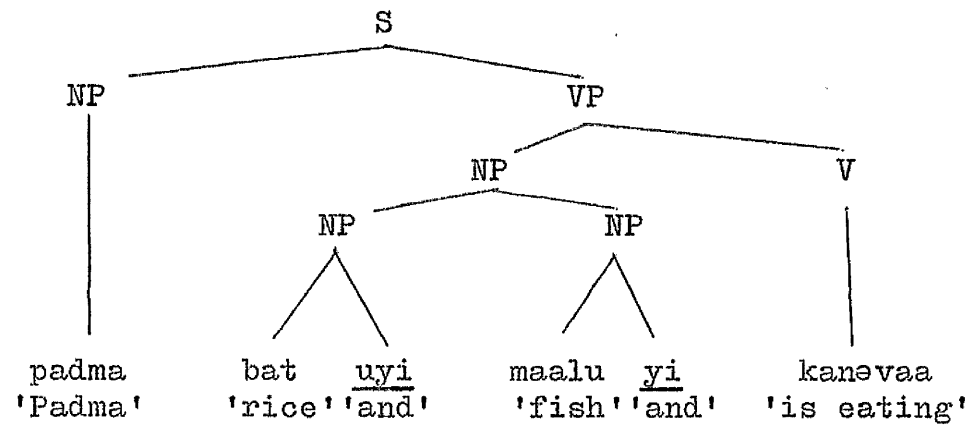 S
NP VP
NP V
NP NP
padma bat uyi maalu yi kanəvaa
'Padma' 'rice' 'and' 'fish' 'and' 'is eating'